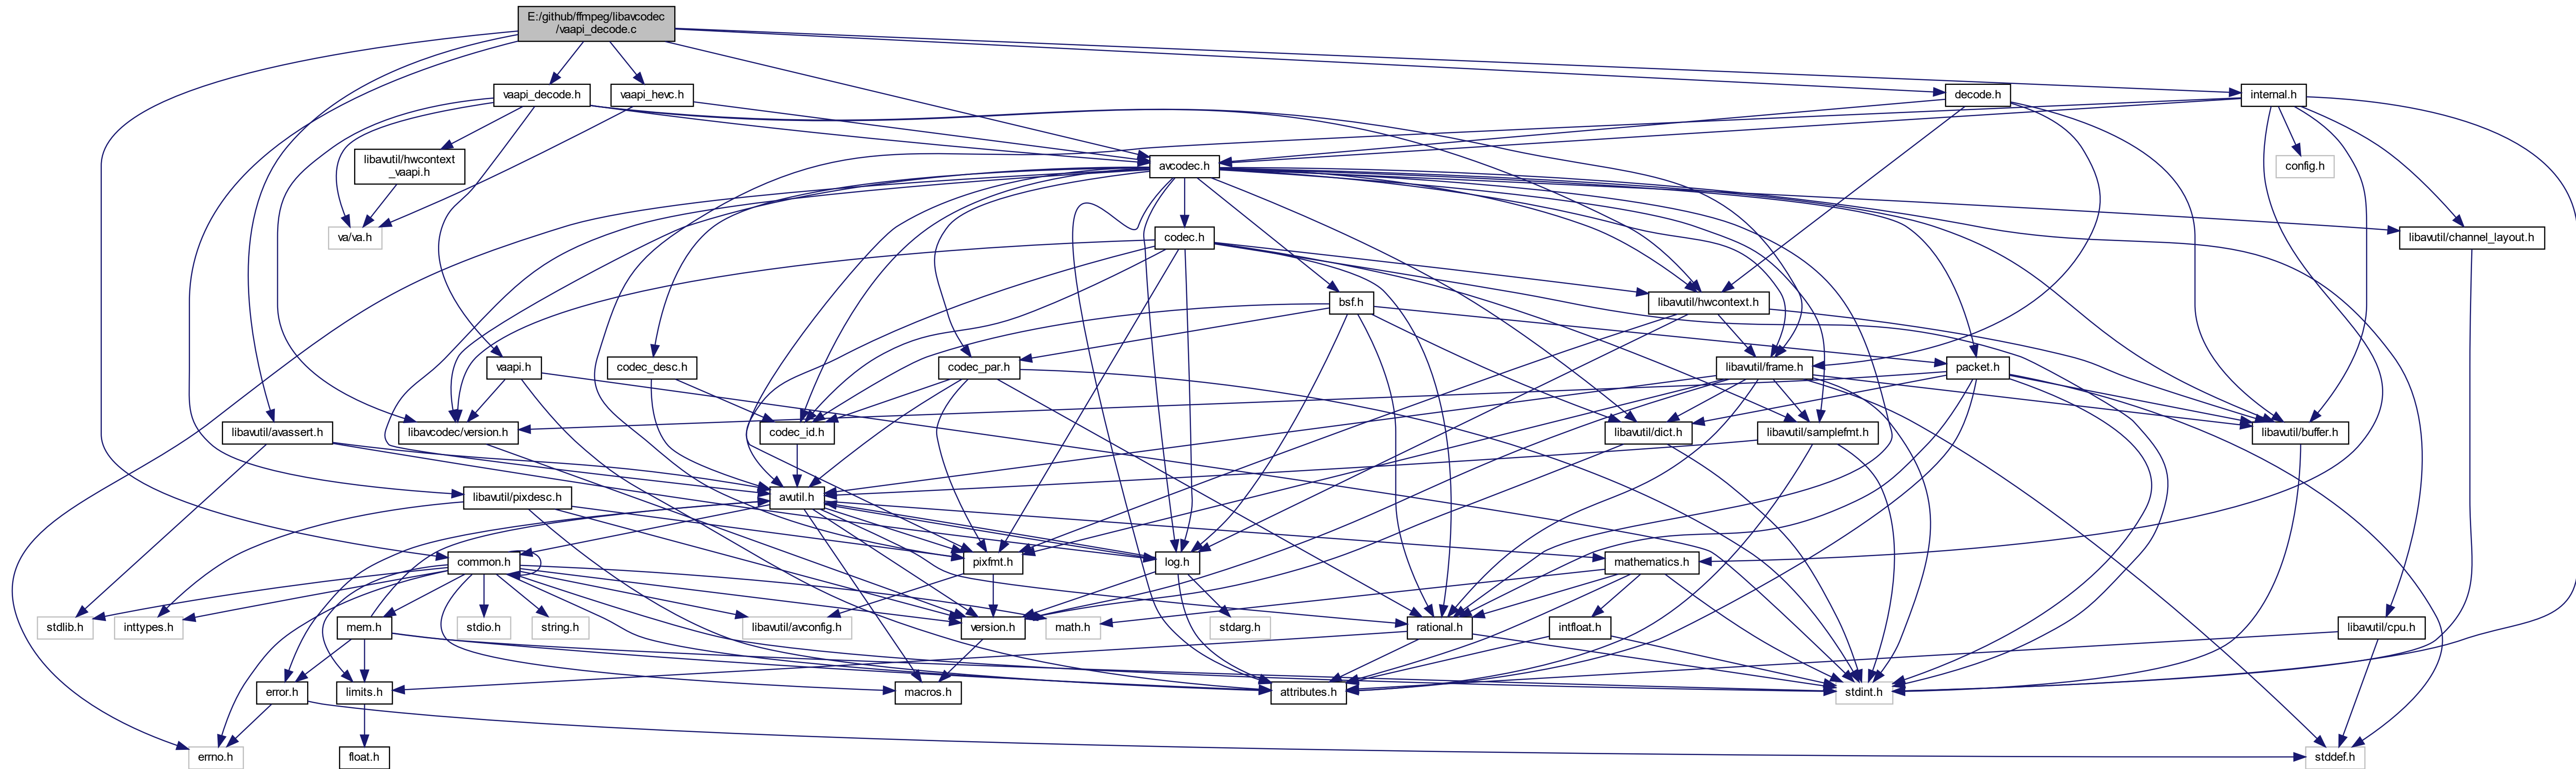 E:/github/ffmpeg/libavcodec
/vaapi_decode.c
vaapi_decode.h
vaapi_hevc.h
decode.h
internal.h
libavutil/hwcontext
_vaapi.h
avcodec.h
config.h
va/va.h
codec.h
libavutil/channel_layout.h
bsf.h
libavutil/hwcontext.h
vaapi.h
codec_desc.h
codec_par.h
libavutil/frame.h
packet.h
libavutil/avassert.h
libavcodec/version.h
codec_id.h
libavutil/dict.h
libavutil/samplefmt.h
libavutil/buffer.h
libavutil/pixdesc.h
avutil.h
common.h
pixfmt.h
log.h
mathematics.h
stdlib.h
inttypes.h
mem.h
stdio.h
string.h
libavutil/avconfig.h
version.h
math.h
stdarg.h
rational.h
intfloat.h
libavutil/cpu.h
error.h
limits.h
macros.h
attributes.h
stdint.h
errno.h
float.h
stddef.h